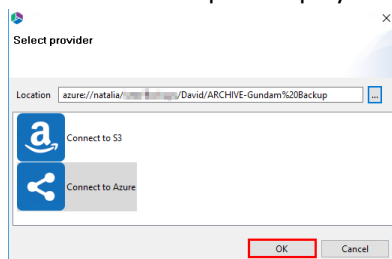 Select provider
Location azure://natalia/ /David/ARCHIVE-Gundam%20Backup ...
Connect to S3
Connect to Azure
OK Cancel